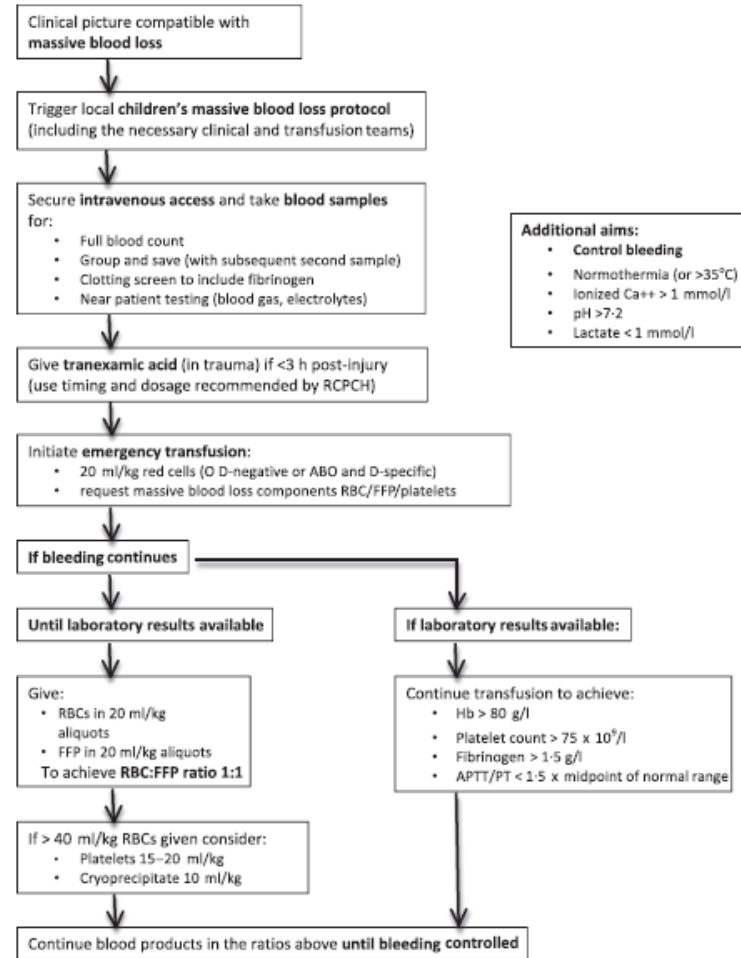 Clinical picture compatible with
massive blood loss
Trigger local children's massive blood loss protocol
(including the necessary clinical and transfusion teams)
Secure intravenous access and take blood samples
for:
• Full blood count
• Group and save (with subsequent second sample)
• Clotting screen to include fibrinogen
• Near patient testing (blood gas, electrolytes)
Additional aims:
• Control bleeding
• Normothermia (or >35°C)
• Ionized Ca++ > 1 mmol/l
• pH >7·2
• Lactate < 1 mmol/l
Give tranexamic acid (in trauma) if <3 h post-injury
(use timing and dosage recommended by RCPCH)
Initiate emergency transfusion:
• 20 ml/kg red cells (O D-negative or ABO and D-specific)
• request massive blood loss components RBC/FFP/platelets
If bleeding continues
Until laboratory results available
Give:
• RBCs in 20 ml/kg
aliquots
• FFP in 20 ml/kg aliquots
To achieve RBC:FFP ratio 1:1
If > 40 ml/kg RBCs given consider:
• Platelets 15–20 ml/kg
• Cryoprecipitate 10 ml/kg
If laboratory results available:
Continue transfusion to achieve:
• Hb > 80 g/l
• Platelet count > 75 x 10⁹/l
• Fibrinogen > 1·5 g/l
• APTT/PT < 1·5 x midpoint of normal range
Continue blood products in the ratios above until bleeding controlled